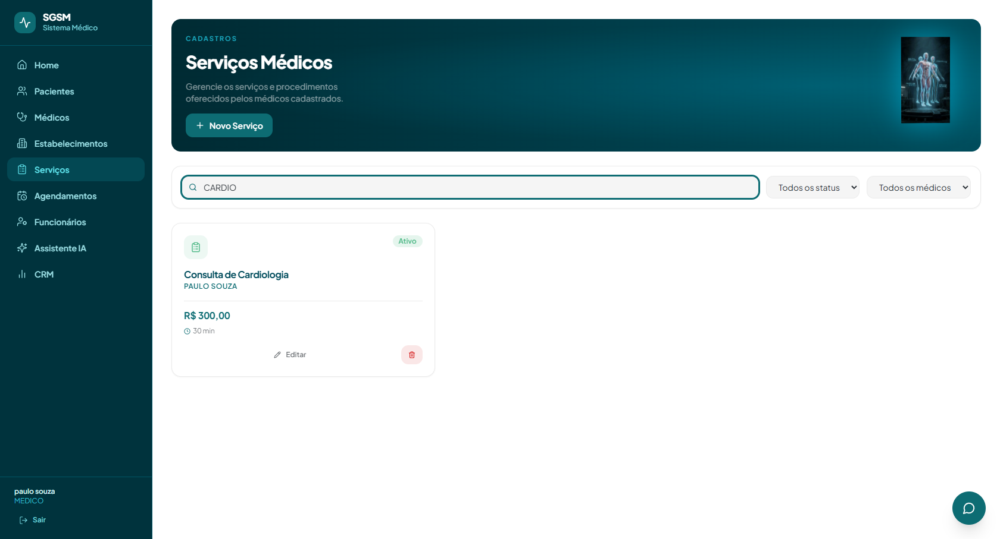 SGSM
Sistema Médico
Home
Pacientes
Médicos
Estabelecimentos
Serviços
Agendamentos
Funcionários
Assistente IA
CRM
paulo souza
MEDICO
Sair
CADASTROS
Serviços Médicos
Gerencie os serviços e procedimentos
oferecidos pelos médicos cadastrados.
+ Novo Serviço
CARDIO
Todos os status
Todos os médicos
Ativo
Consulta de Cardiologia
PAULO SOUZA
R$ 300,00
30 min
Editar